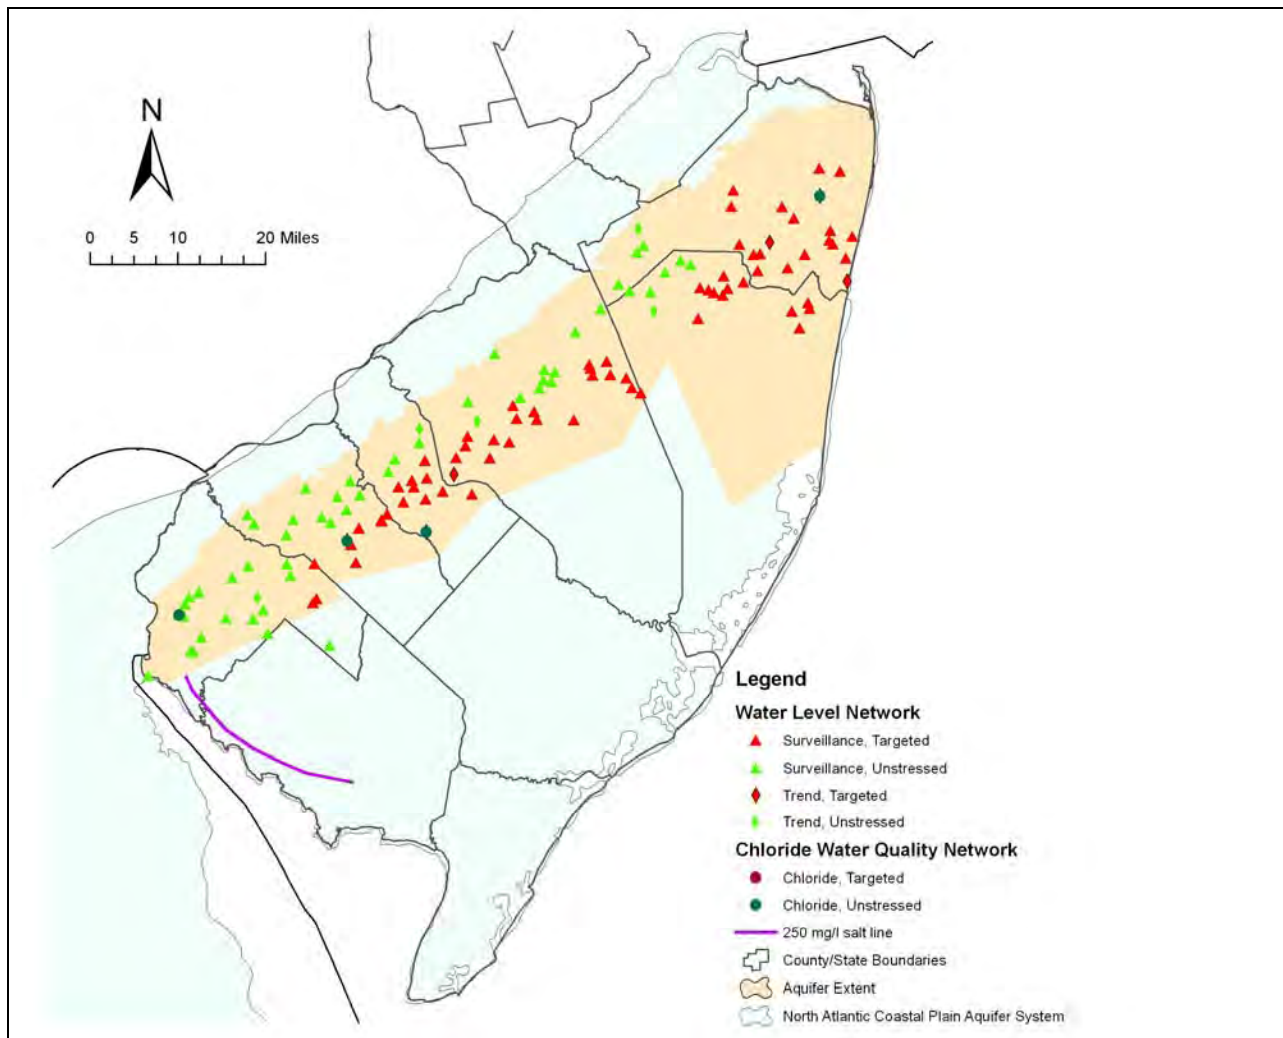 N
0 5 10 20 Miles
Legend
Water Level Network
Surveillance, Targeted
Surveillance, Unstressed
Trend, Targeted
Trend, Unstressed
Chloride Water Quality Network
Chloride, Targeted
Chloride, Unstressed
250 mg/l salt line
County/State Boundaries
Aquifer Extent
North Atlantic Coastal Plain Aquifer System